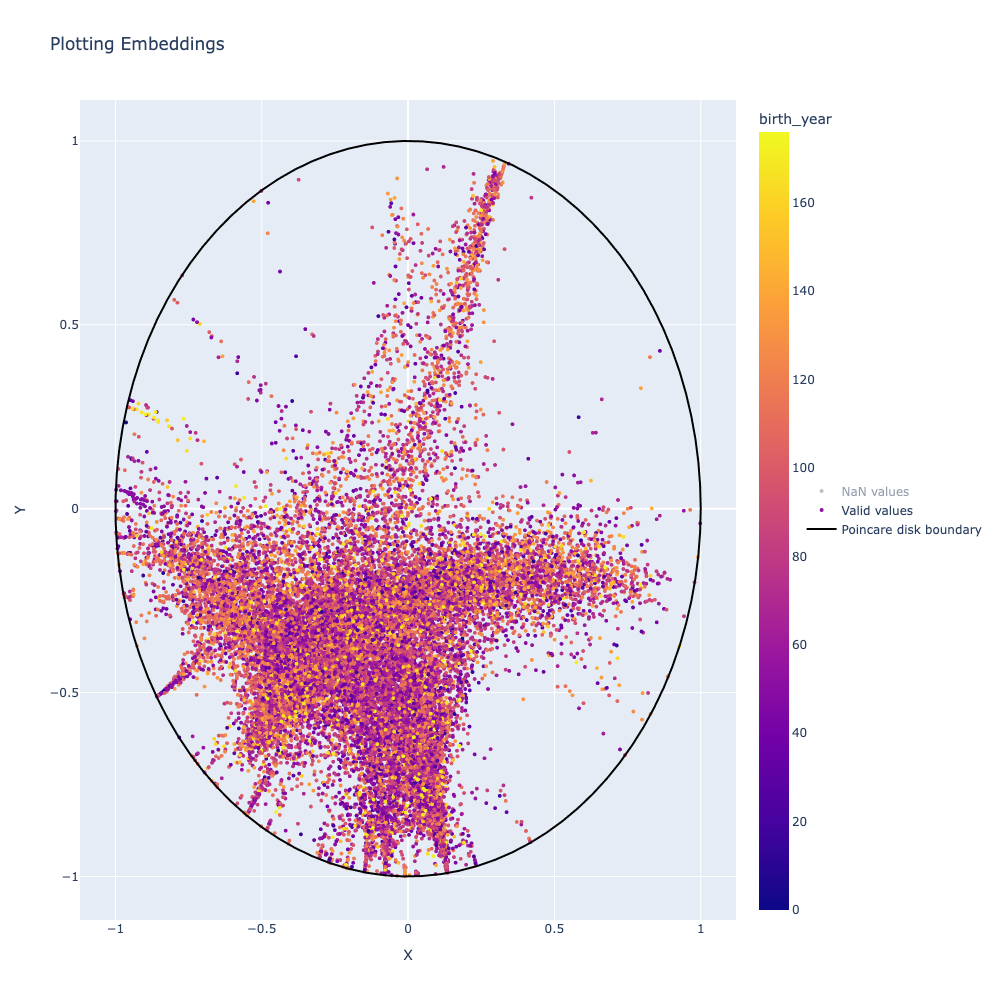 Plotting Embeddings
birth_year
160
140
120
100
80
60
40
20
0
NaN values
Valid values
Poincare disk boundary
1
0.5
0
−0.5
−1
Y
−1
−0.5
0
0.5
1
X